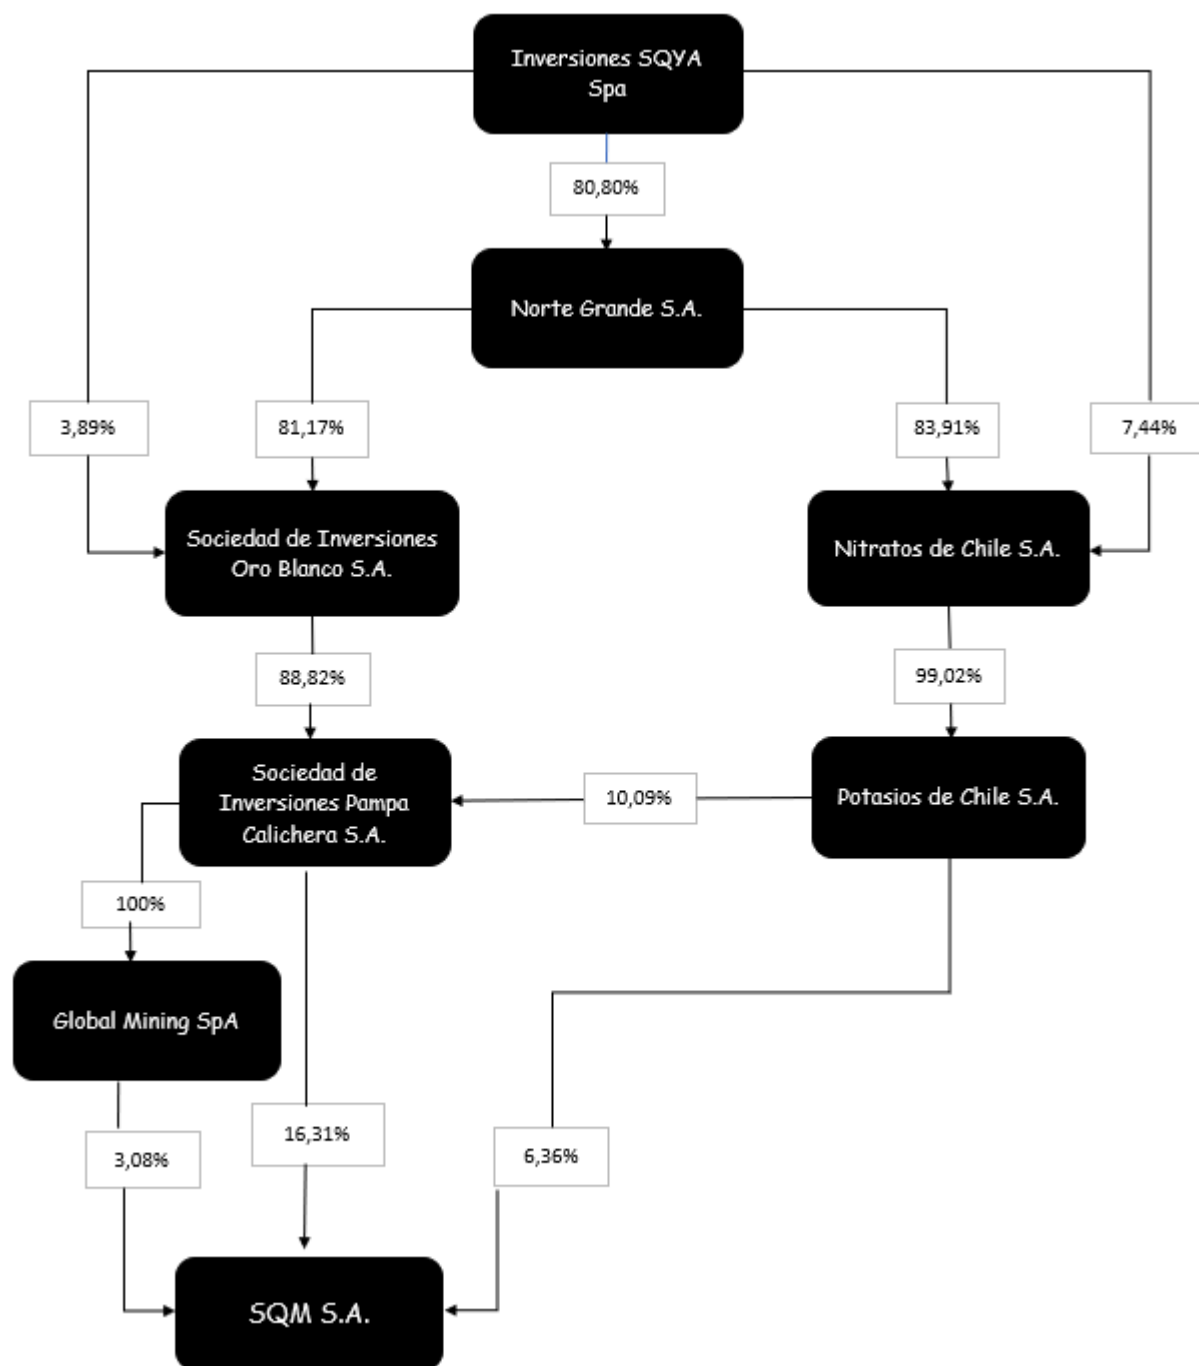 Inversiones SQYA
Spa
80,80%
Norte Grande S.A.
3,89%
81,17%
83,91%
7,44%
Sociedad de Inversiones
Oro Blanco S.A.
Nitratos de Chile S.A.
88,82%
99,02%
Sociedad de
Inversiones Pampa
Calichera S.A.
10,09%
Potasios de Chile S.A.
100%
Global Mining SpA
3,08%
16,31%
6,36%
SQM S.A.